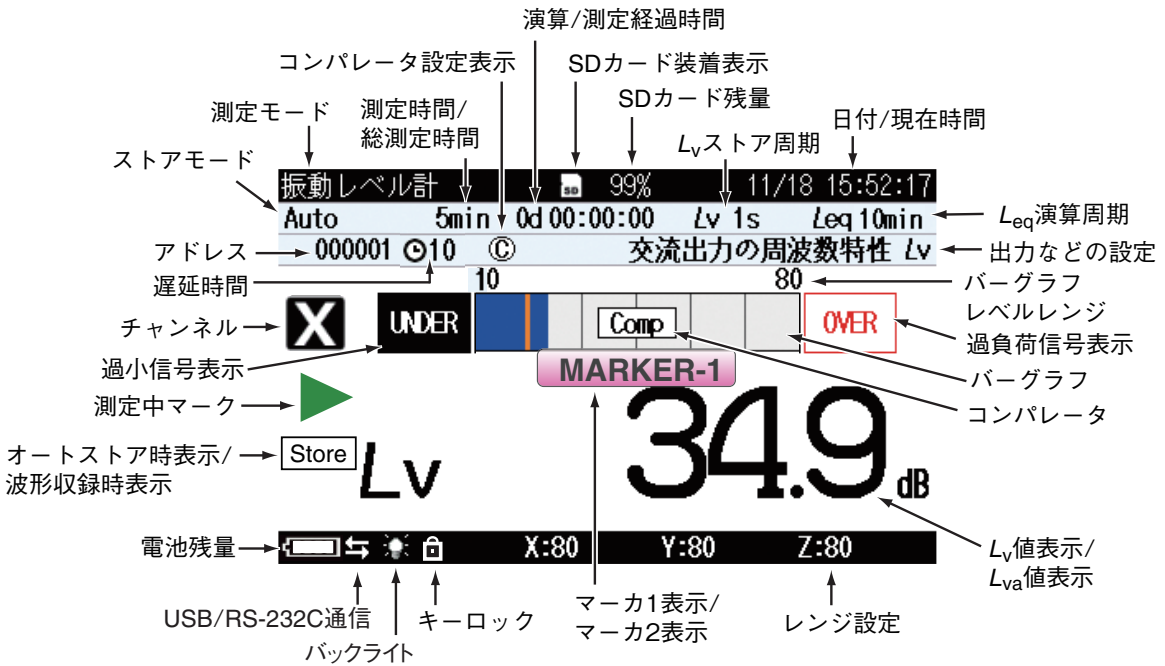 演算/測定経過時間
コンパレータ設定表示
SDカード装着表示
SDカード残量
測定モード
測定時間/
総測定時間
日付/現在時間
ストアモード
Lvストア周期
振動レベル計 SD 99% 11/18 15:52:17
Auto 5min 0d 00:00:00 Lv 1s Leq 10min
Leq演算周期
アドレス
000001 10 C 交流出力の周波数特性 Lv
出力などの設定
遅延時間
10 80
バーグラフ
レベルレンジ
チャンネル
X UNDER Comp OVER
過負荷信号表示
過小信号表示
MARKER-1
バーグラフ
測定中マーク
コンパレータ
オートストア時表示/
波形収録時表示
Store Lv 34.9 dB
電池残量
X:80 Y:80 Z:80
Lv値表示/
Lva値表示
USB/RS-232C通信
キーロック
バックライト
マーカ1表示/
マーカ2表示
レンジ設定